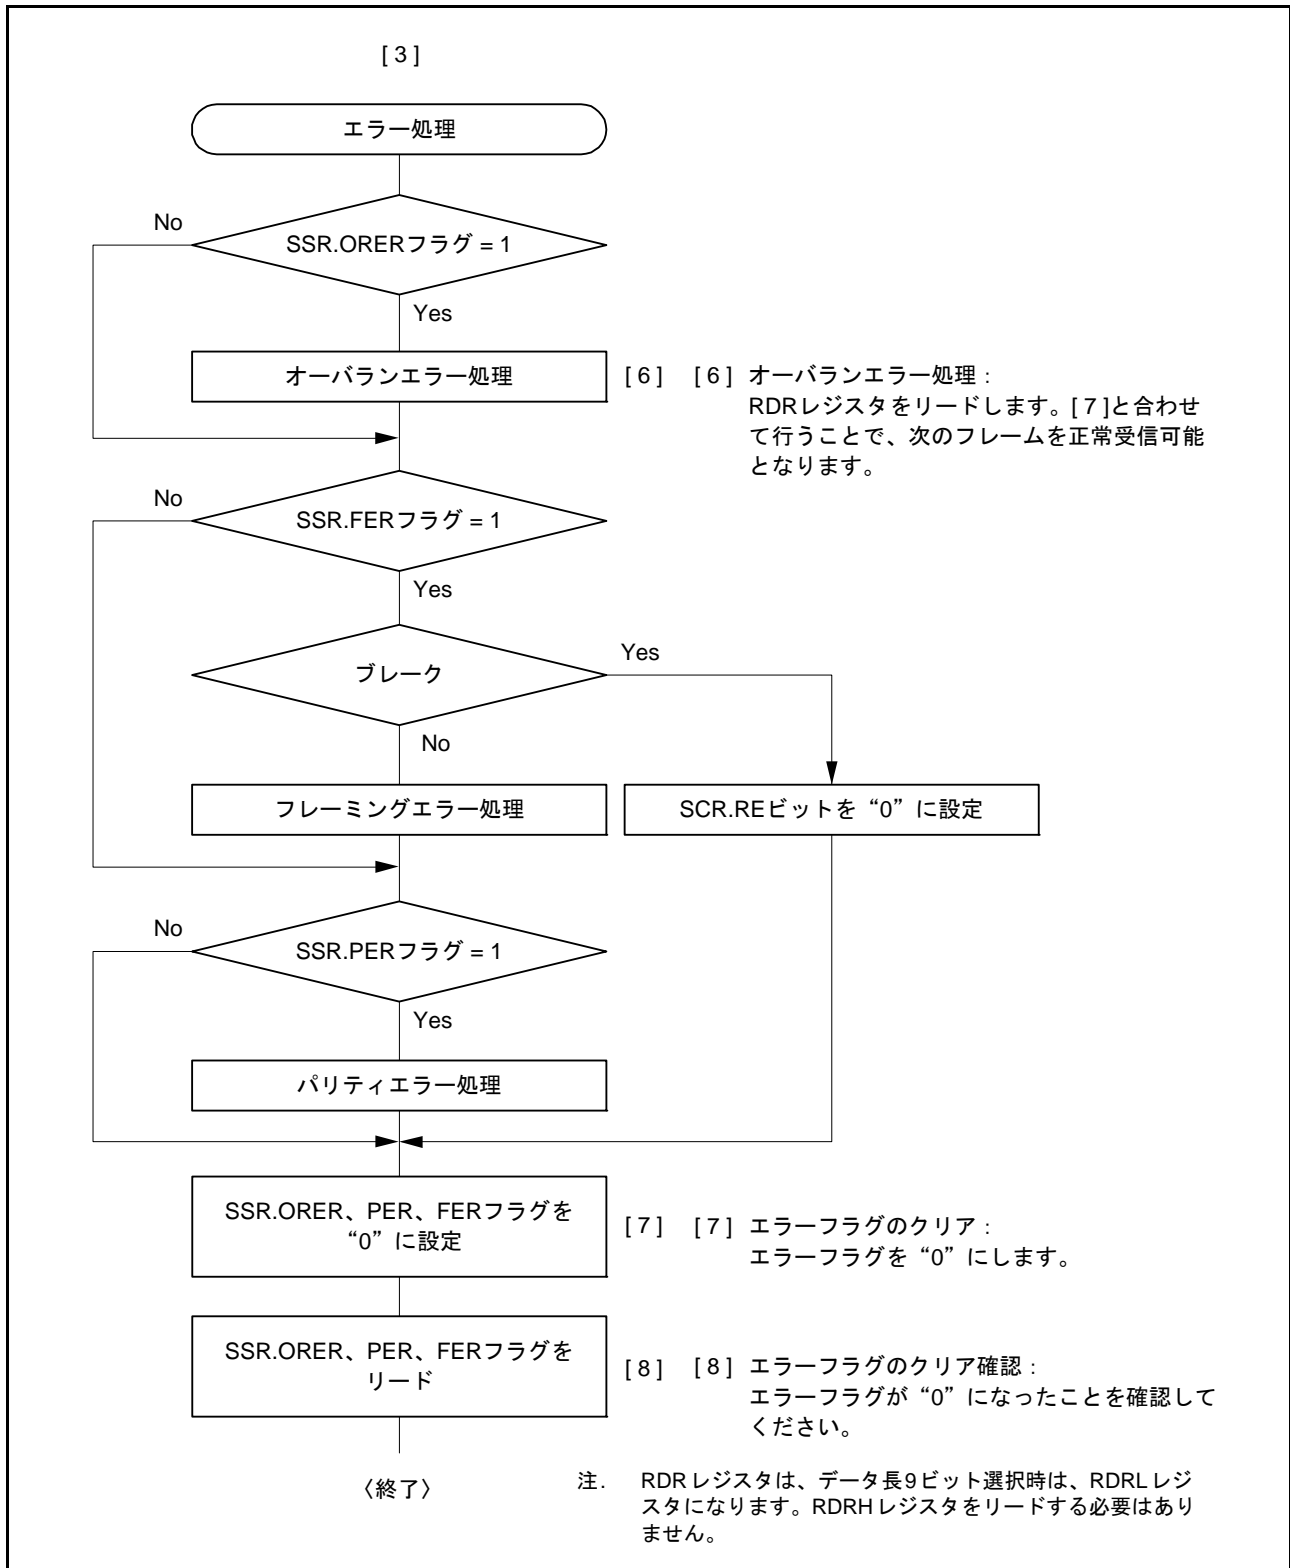 [ 3 ]
エラー処理
No
SSR.ORERフラグ = 1
Yes
オーバランエラー処理
[ 6 ]
[ 6 ] オーバランエラー処理：
RDRレジスタをリードします。[ 7 ]と合わせ
て行うことで、次のフレームを正常受信可能
となります。
No
SSR.FERフラグ = 1
Yes
ブレーク
Yes
No
フレーミングエラー処理
SCR.REビットを“0”に設定
No
SSR.PERフラグ = 1
Yes
パリティエラー処理
SSR.ORER、PER、FERフラグを
“0”に設定
[ 7 ]
[ 7 ] エラーフラグのクリア：
エラーフラグを“0”にします。
SSR.ORER、PER、FERフラグを
リード
[ 8 ]
[ 8 ] エラーフラグのクリア確認：
エラーフラグが“0”になったことを確認して
ください。
〈終了〉
注. RDRレジスタは、データ長9ビット選択時は、RDRLレジ
スタになります。RDRHレジスタをリードする必要はあり
ません。